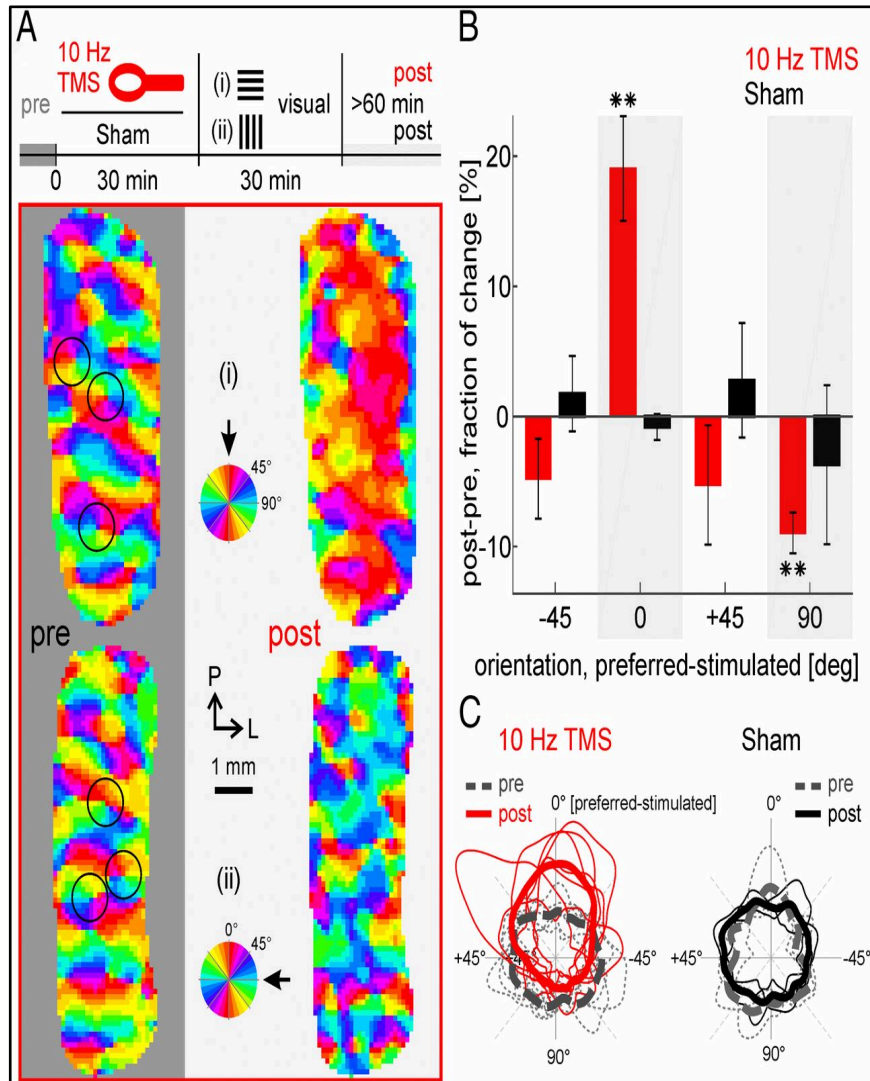 A
10 Hz
TMS
Sham
pre
(i)
(ii)
visual
post
>60 min
post
0
30 min
30 min
(i)
45°
90°
pre
post
P
L
1 mm
(ii)
0°
45°
B
10 Hz TMS
Sham
**
**
post-pre, fraction of change [%]
20
10
0
-10
-45
0
+45
90
orientation, preferred-stimulated [deg]
C
10 Hz TMS
pre
post
0° [preferred-stimulated]
+45°
-45°
90°
Sham
pre
post
0°
+45°
-45°
90°